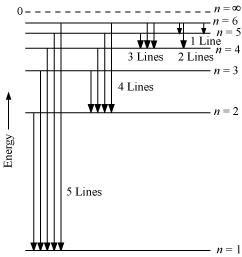 0
n = ∞
n = 6
n = 5
1 Line
n = 4
3 Lines
2 Lines
n = 3
4 Lines
n = 2
Energy
5 Lines
n = 1